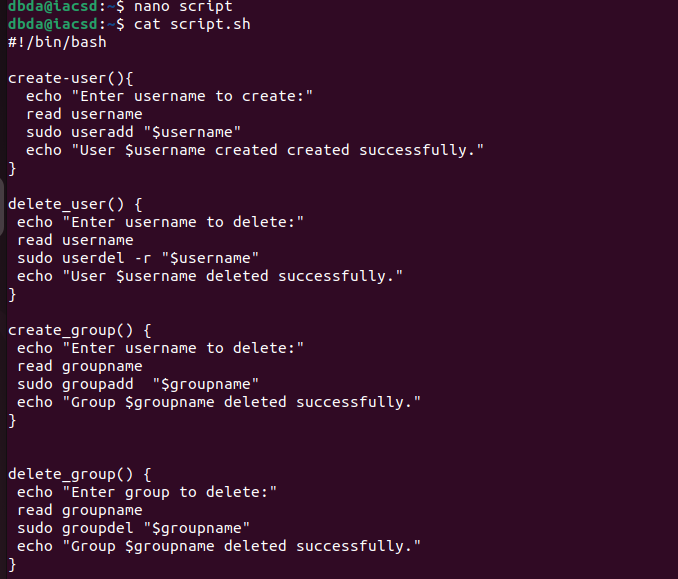 dbda@iacsd:~$ nano script
dbda@iacsd:~$ cat script.sh
#!/bin/bash

create-user(){
  echo "Enter username to create:"
  read username
  sudo useradd "$username"
  echo "User $username created created successfully."
}

delete_user() {
 echo "Enter username to delete:"
 read username
 sudo userdel -r "$username"
 echo "User $username deleted successfully."
}

create_group() {
 echo "Enter username to delete:"
 read groupname
 sudo groupadd  "$groupname"
 echo "Group $groupname deleted successfully."
}


delete_group() {
 echo "Enter group to delete:"
 read groupname
 sudo groupdel "$groupname"
 echo "Group $groupname deleted successfully."
}